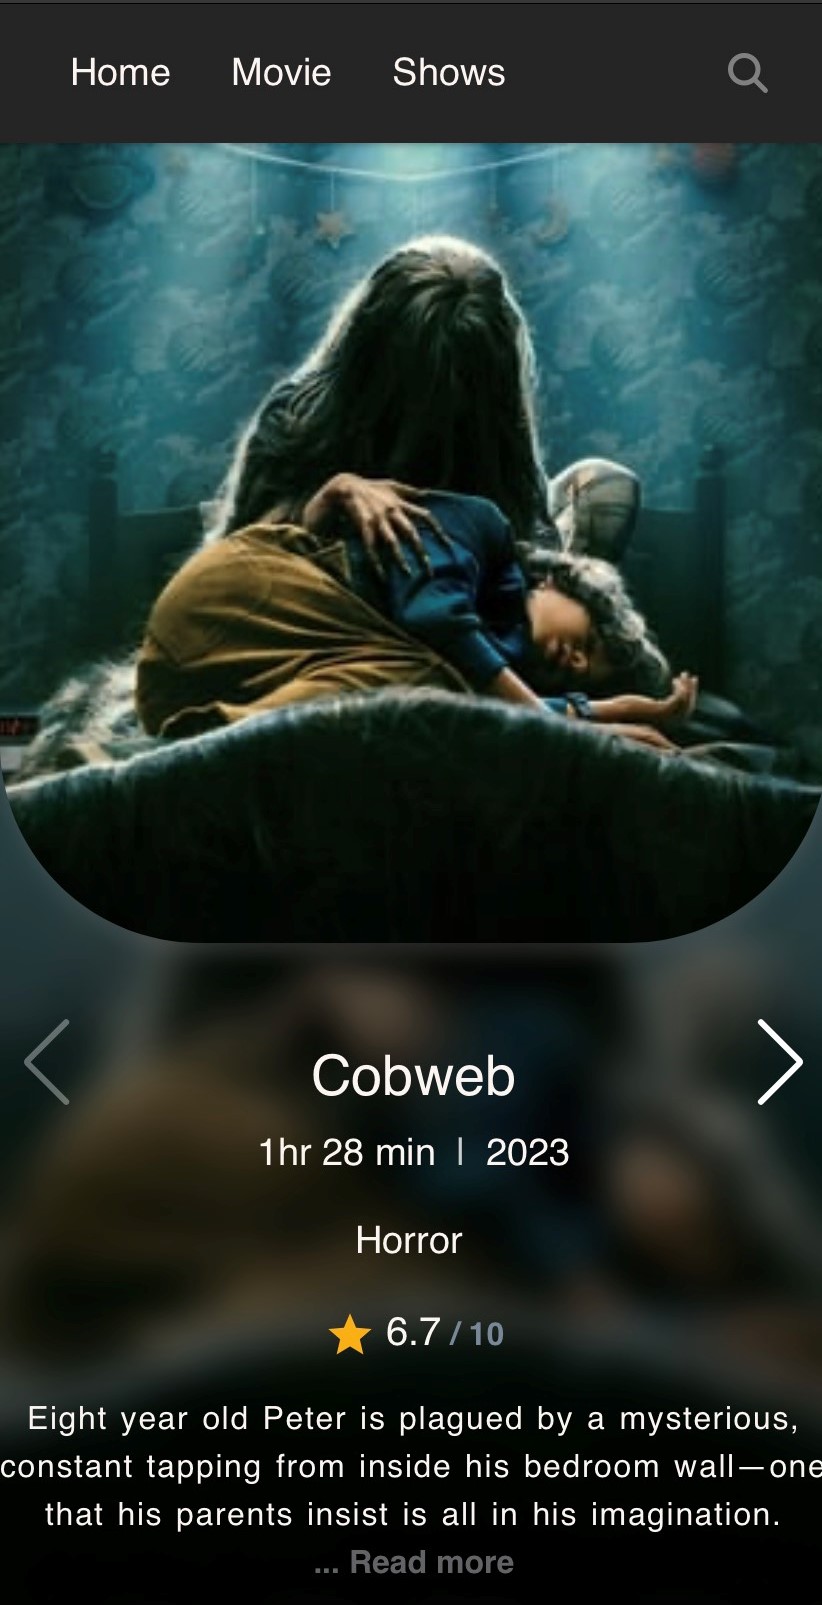 Home Movie Shows
Cobweb
1hr 28 min | 2023
Horror
6.7 / 10
Eight year old Peter is plagued by a mysterious,
constant tapping from inside his bedroom wall—one
that his parents insist is all in his imagination.
... Read more